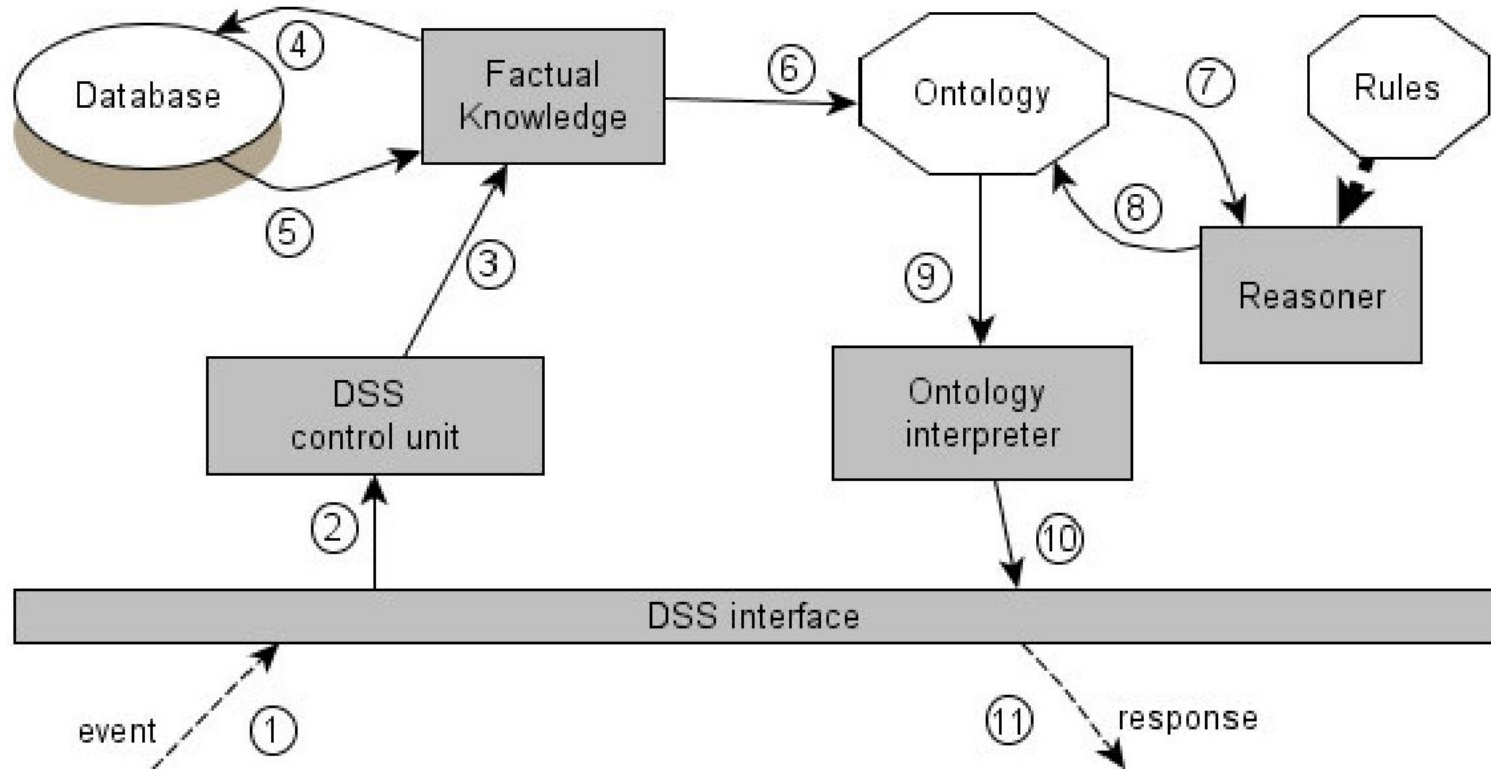 Database
4
Factual
Knowledge
6
Ontology
7
Rules
5
3
8
9
Reasoner
DSS
control unit
Ontology
interpreter
2
10
DSS interface
event
1
11
response